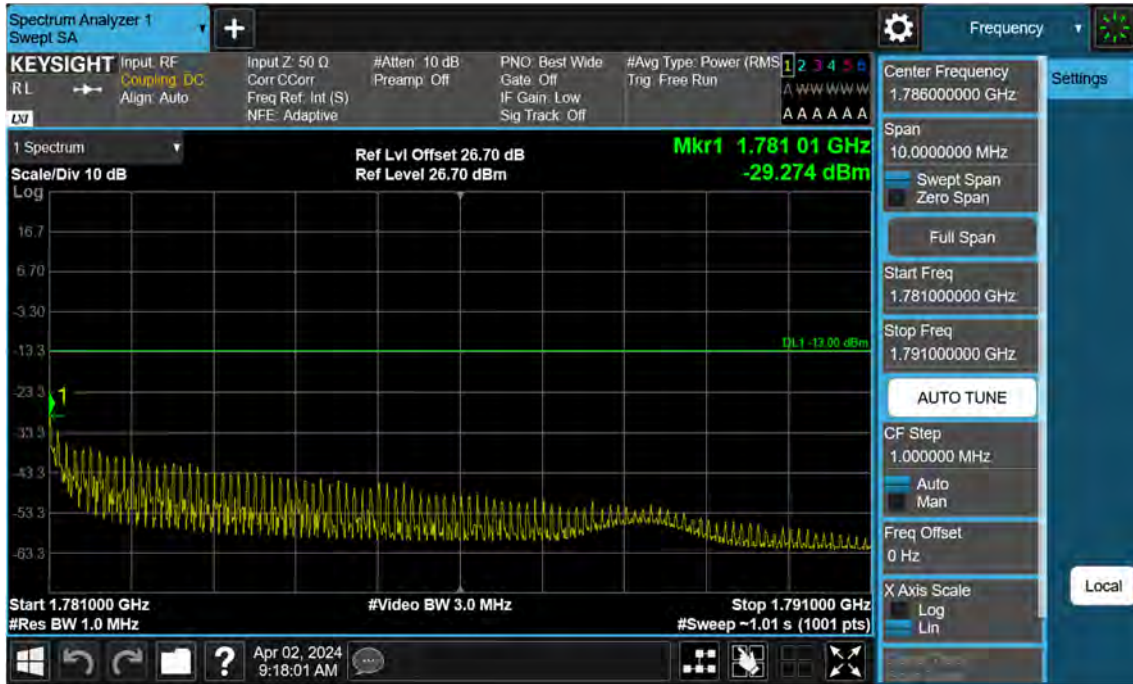 Spectrum Analyzer 1
Swept SA
Frequency
KEYSIGHT
RL
LXI
Input: RF
Coupling: DC
Align: Auto
Input Z: 50 Ω
Corr CCorr
Freq Ref: Int (S)
NFE: Adaptive
#Atten: 10 dB
Preamp: Off
PNO: Best Wide
Gate: Off
IF Gain: Low
Sig Track: Off
#Avg Type: Power (RMS
Trig: Free Run
1 2 3 4 5 6
A W W W W W
A A A A A A
Center Frequency
1.786000000 GHz
Settings
1 Spectrum
Scale/Div 10 dB
Log
Ref Lvl Offset 26.70 dB
Ref Level 26.70 dBm
Mkr1 1.781 01 GHz
-29.274 dBm
Span
10.0000000 MHz
Swept Span
Zero Span
Full Span
Start Freq
1.781000000 GHz
Stop Freq
1.791000000 GHz
AUTO TUNE
CF Step
1.000000 MHz
Auto
Man
Freq Offset
0 Hz
X Axis Scale
Log
Lin
Local
16.7
6.70
-3.30
-13.3
DL1 -13.00 dBm
-23.3
1
-33.3
-43.3
-53.3
-63.3
Start 1.781000 GHz
#Video BW 3.0 MHz
Stop 1.791000 GHz
#Res BW 1.0 MHz
#Sweep ~1.01 s (1001 pts)
?
Apr 02, 2024
9:18:01 AM